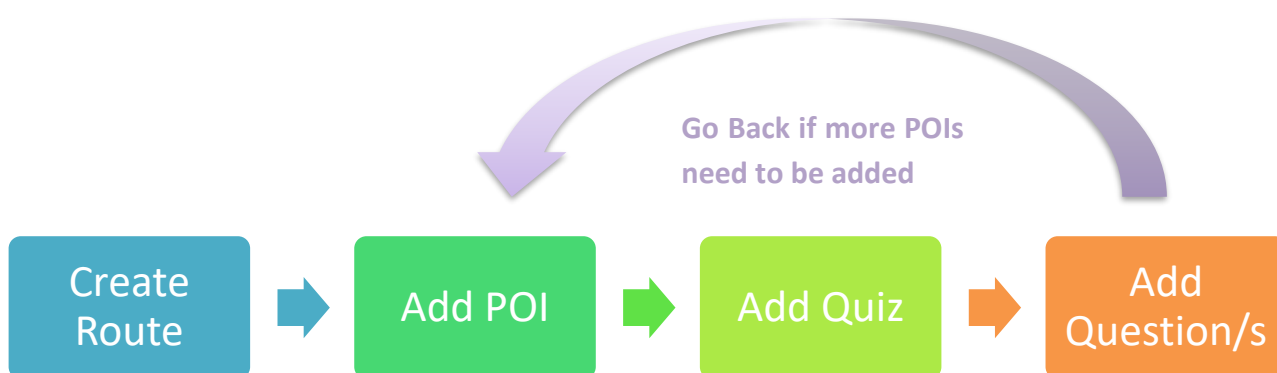 Go Back if more POIs
need to be added
Create
Route
Add POI
Add Quiz
Add
Question/s